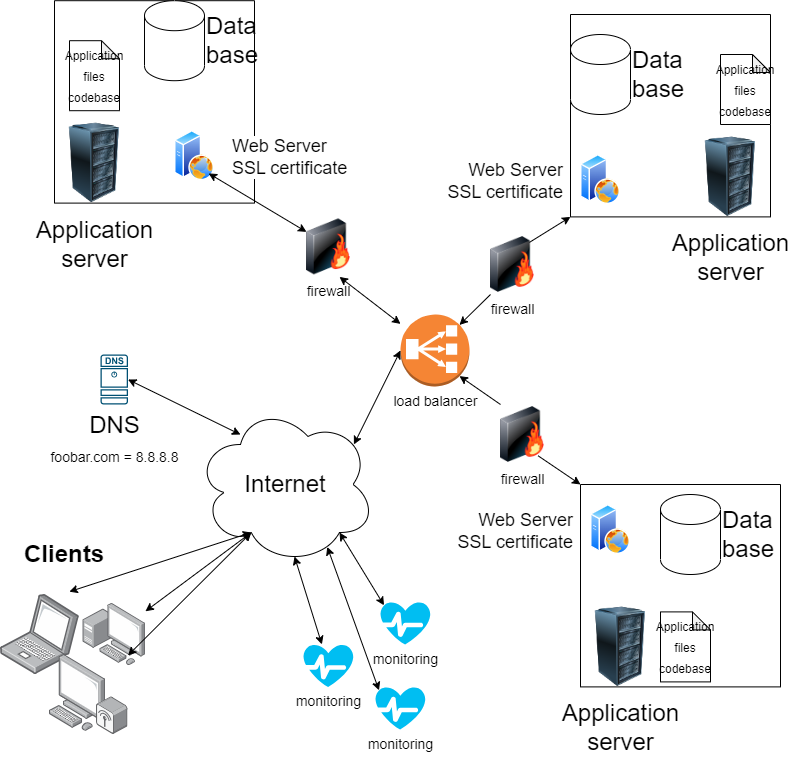 Data
base
Application
files
codebase
Web Server
SSL certificate
Application
server
firewall
Data
base
Application
files
codebase
Web Server
SSL certificate
Application
server
firewall
load balancer
DNS
DNS
foobar.com = 8.8.8.8
Internet
firewall
Web Server
SSL certificate
Data
base
Application
files
codebase
Application
server
Clients
monitoring
monitoring
monitoring